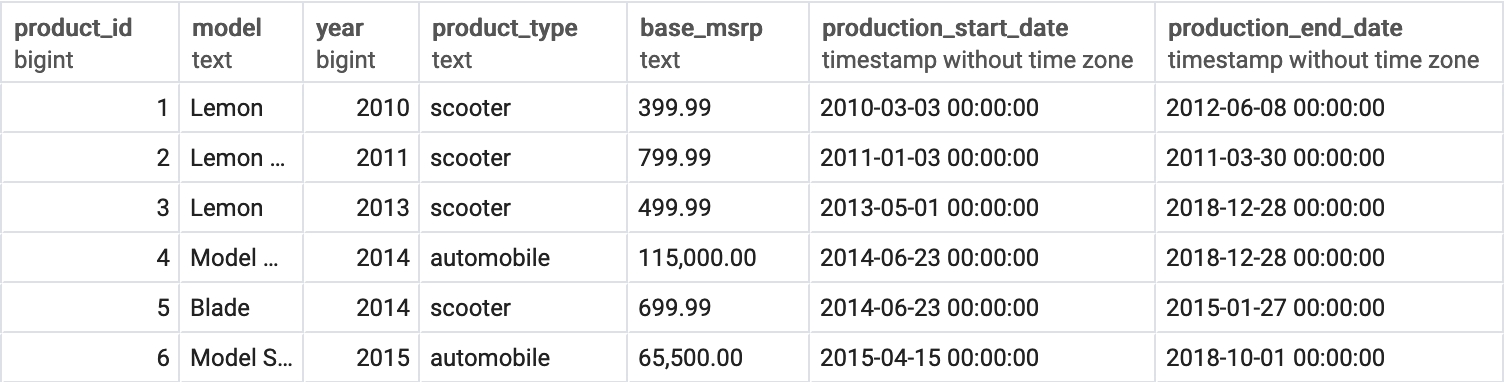 product_id model year product_type base_msrp production_start_date production_end_date
bigint text bigint text text timestamp without time zone timestamp without time zone
1 Lemon 2010 scooter 399.99 2010-03-03 00:00:00 2012-06-08 00:00:00
2 Lemon ... 2011 scooter 799.99 2011-01-03 00:00:00 2011-03-30 00:00:00
3 Lemon 2013 scooter 499.99 2013-05-01 00:00:00 2018-12-28 00:00:00
4 Model ... 2014 automobile 115,000.00 2014-06-23 00:00:00 2018-12-28 00:00:00
5 Blade 2014 scooter 699.99 2014-06-23 00:00:00 2015-01-27 00:00:00
6 Model S... 2015 automobile 65,500.00 2015-04-15 00:00:00 2018-10-01 00:00:00